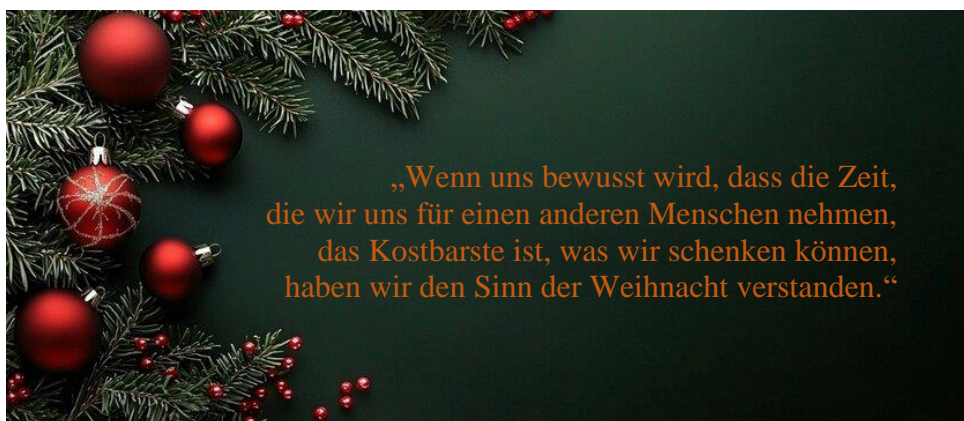 „Wenn uns bewusst wird, dass die Zeit,
die wir uns für einen anderen Menschen nehmen,
das Kostbarste ist, was wir schenken können,
haben wir den Sinn der Weihnacht verstanden.“